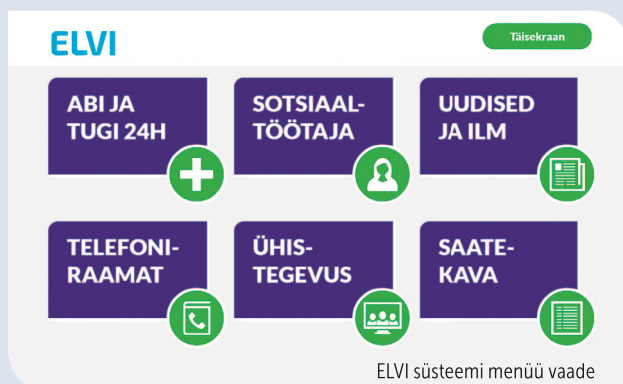 ELVI
Täisekraan
ABI JA
TUGI 24H
SOTSIAAL-
TÖÖTAJA
UUDISED
JA ILM
TELEFONI-
RAAMAT
ÜHIS-
TEGEVUS
SAATE-
KAVA
ELVI süsteemi menüü vaade